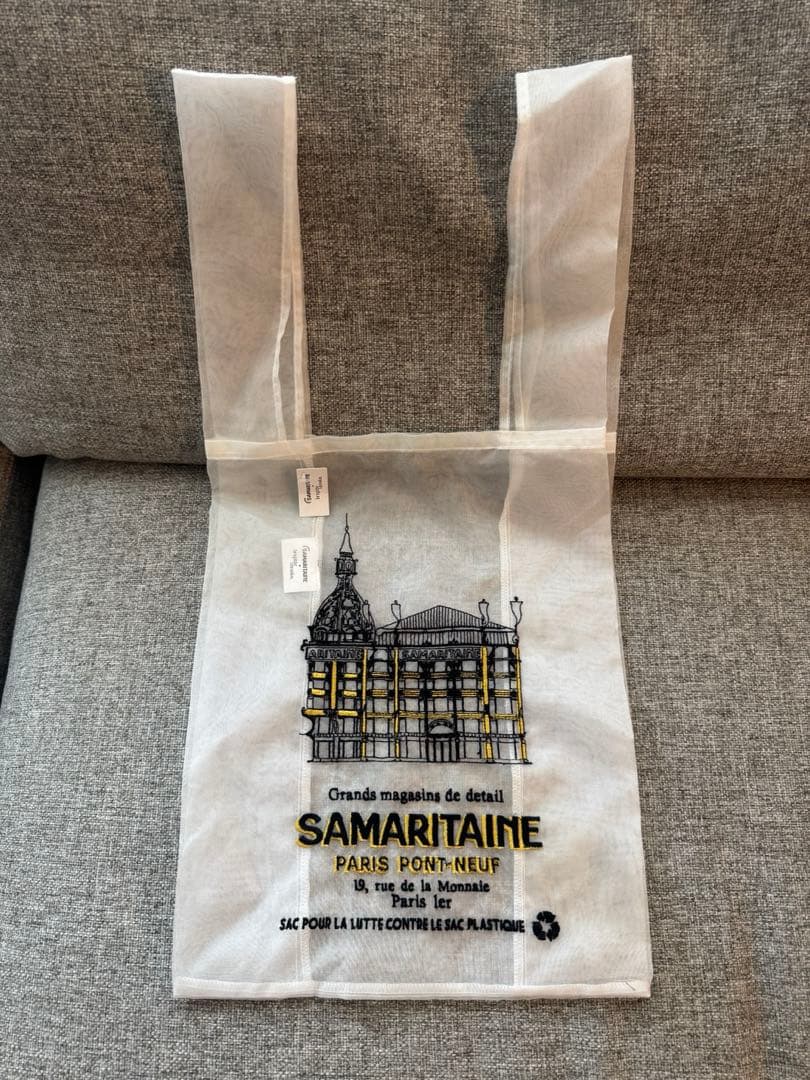 SAMARITAINE
ARITAINE SAMARITAINE
Grands magasins de detail
SAMARITAINE
PARIS PONT-NEUF
19, rue de la Monnaie
Paris 1er
SAC POUR LA LUTTE CONTRE LE SAC PLASTIQUE